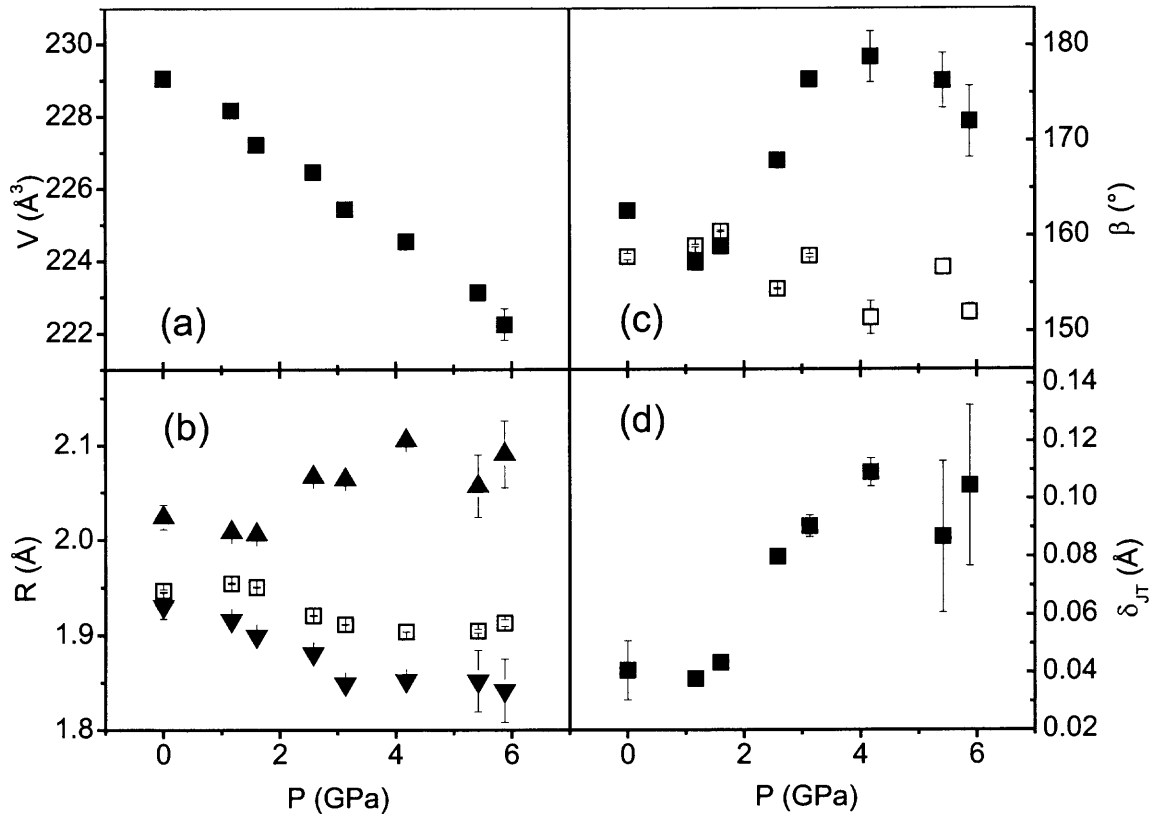 230
228
226
224
222
V (Å³)
(a)
180
170
160
150
β (°)
(c)
2.1
2.0
1.9
1.8
R (Å)
(b)
0.14
0.12
0.10
0.08
0.06
0.04
0.02
δJT (Å)
(d)
0 2 4 6
P (GPa)
0 2 4 6
P (GPa)